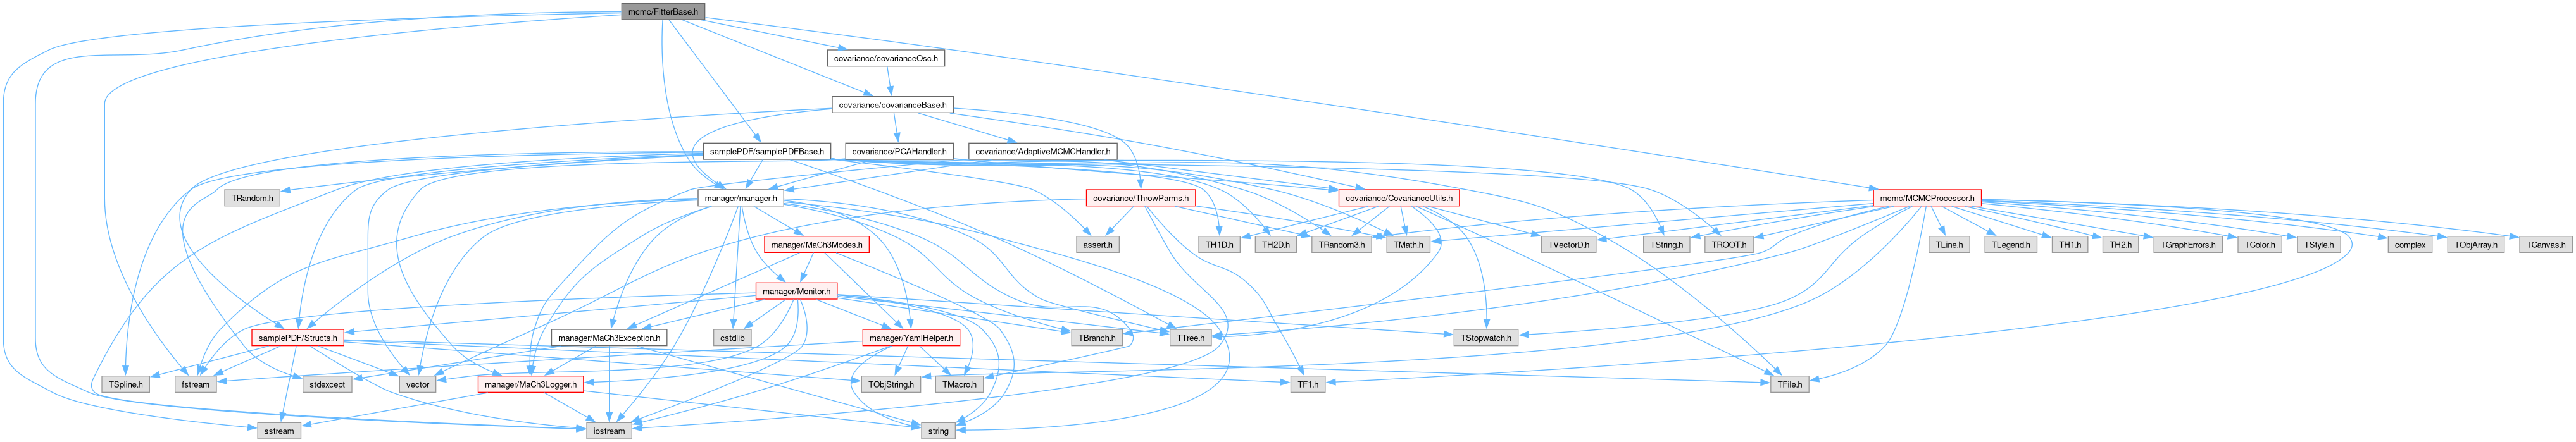 mcmc/FitterBase.h
covariance/covarianceOsc.h
covariance/covarianceBase.h
samplePDF/samplePDFBase.h
covariance/PCAHandler.h
covariance/AdaptiveMCMCHandler.h
TRandom.h
manager/manager.h
covariance/ThrowParms.h
covariance/CovarianceUtils.h
mcmc/MCMCProcessor.h
manager/MaCh3Modes.h
assert.h
TH1D.h
TH2D.h
TRandom3.h
TMath.h
TVectorD.h
TString.h
TROOT.h
TLine.h
TLegend.h
TH1.h
TH2.h
TGraphErrors.h
TColor.h
TStyle.h
complex
TObjArray.h
TCanvas.h
manager/Monitor.h
samplePDF/Structs.h
manager/MaCh3Exception.h
cstdlib
manager/YamlHelper.h
TBranch.h
TTree.h
TStopwatch.h
TSpline.h
fstream
stdexcept
vector
manager/MaCh3Logger.h
TObjString.h
TMacro.h
TF1.h
TFile.h
sstream
iostream
string